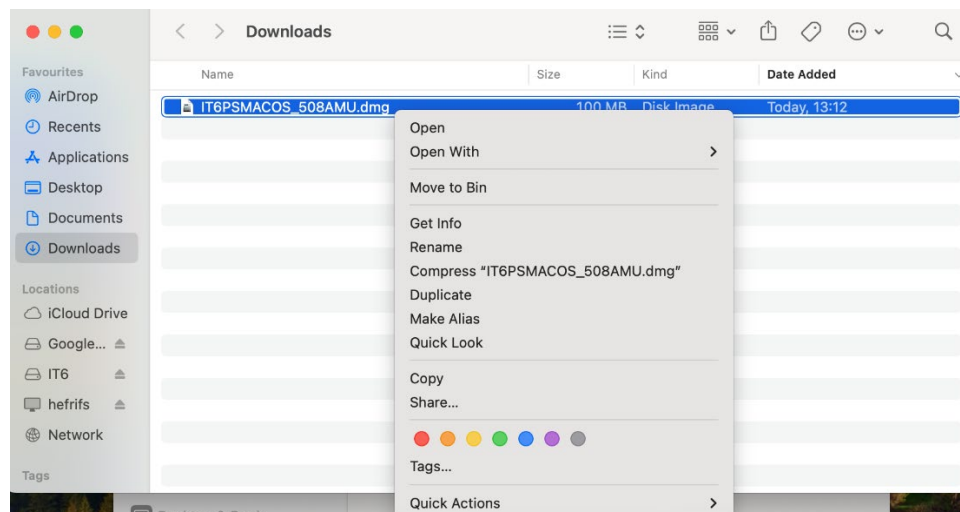 Downloads
Favourites
AirDrop
Recents
Applications
Desktop
Documents
Downloads
Locations
iCloud Drive
Google...
IT6
hefrifs
Network
Tags
Name Size Kind Date Added
IT6PSMACOS_508AMU.dmg 100 MB Disk Image Today, 13:12
Open
Open With
Move to Bin
Get Info
Rename
Compress “IT6PSMACOS_508AMU.dmg”
Duplicate
Make Alias
Quick Look
Copy
Share...
Tags...
Quick Actions